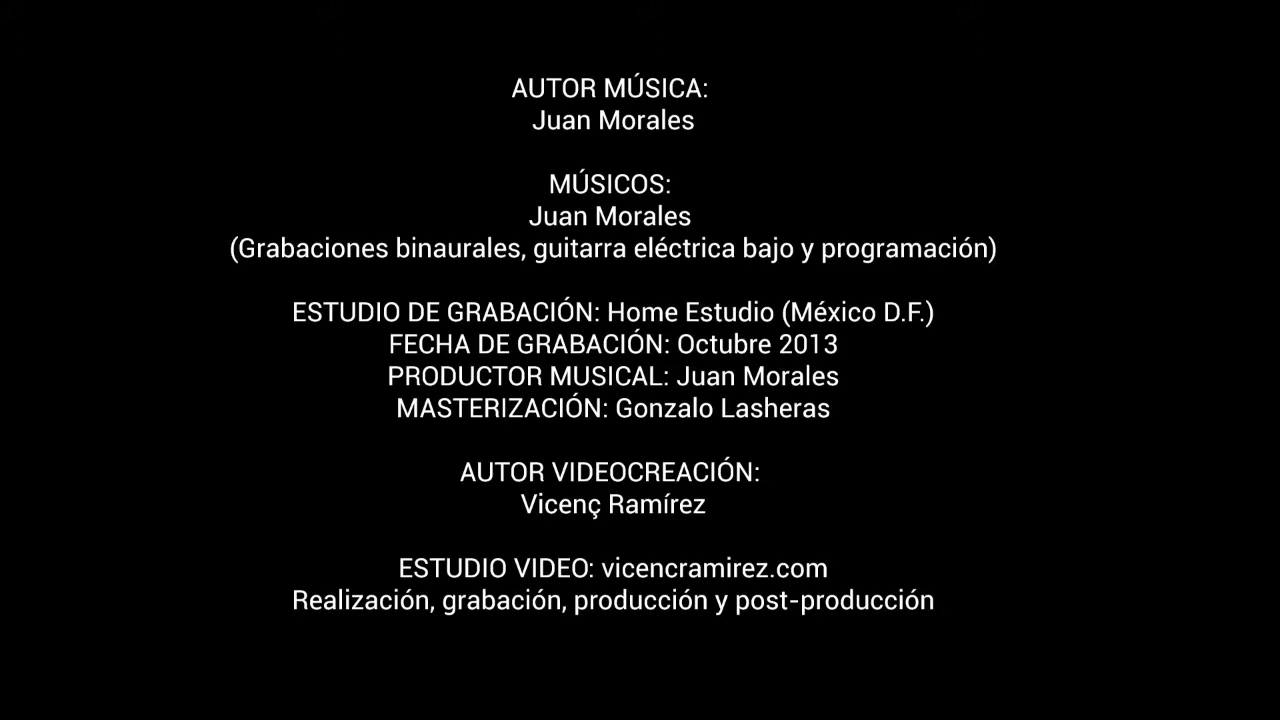 AUTOR MÚSICA:
Juan Morales
MÚSICOS:
Juan Morales
(Grabaciones binaurales, guitarra eléctrica bajo y programación)
ESTUDIO DE GRABACIÓN: Home Estudio (México D.F.)
FECHA DE GRABACIÓN: Octubre 2013
PRODUCTOR MUSICAL: Juan Morales
MASTERIZACIÓN: Gonzalo Lasheras
AUTOR VIDEOCREACIÓN:
Vicenç Ramírez
ESTUDIO VIDEO: vicencramirez.com
Realización, grabación, producción y post-producción